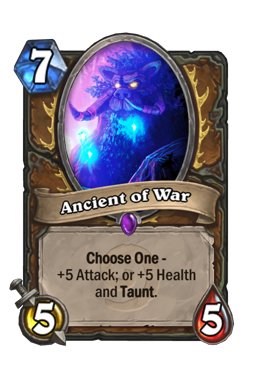 7
Ancient of War
Choose One -
+5 Attack; or +5 Health
and Taunt.
5 5